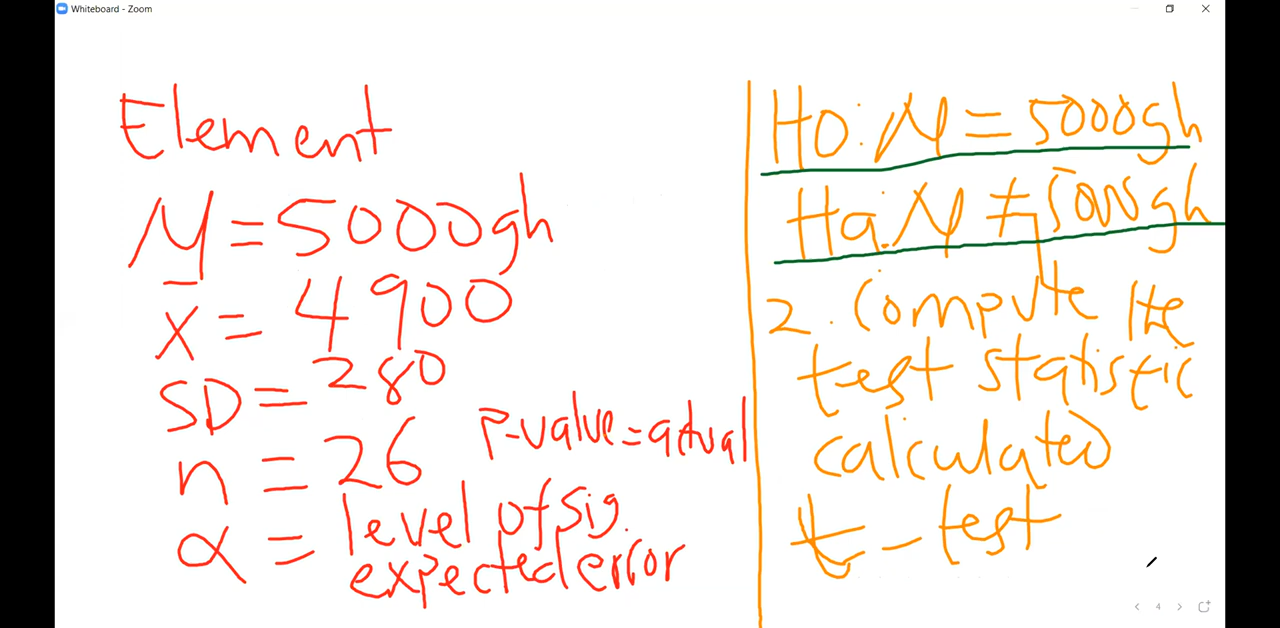 Whiteboard - Zoom
Element
μ = 5000gh
x̄ = 4900
SD = 280
n = 26
p-value = actual
α = level of sig.
expected error
Ho: μ = 5000gh
Ha: μ ≠ 5000gh
2. Compute the
test statistic
calculated
t - test
4